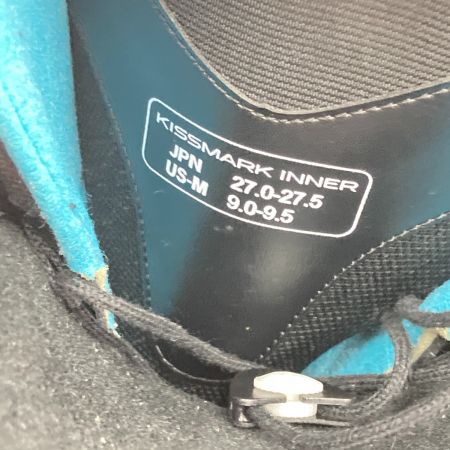 KISSMARK INNER
JPN 27.0-27.5
US-M 9.0-9.5